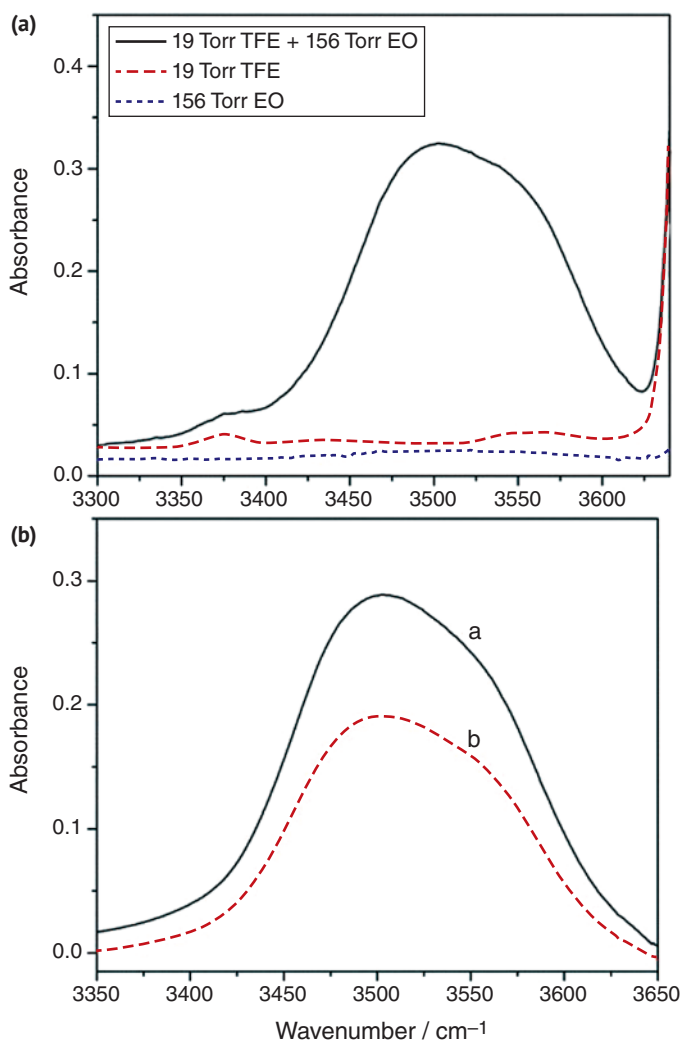 (a)
19 Torr TFE + 156 Torr EO
19 Torr TFE
156 Torr EO
Absorbance
0.4
0.3
0.2
0.1
0.0
3300 3350 3400 3450 3500 3550 3600
(b)
Absorbance
0.3
0.2
0.1
0.0
a
b
3350 3400 3450 3500 3550 3600 3650
Wavenumber / cm⁻¹